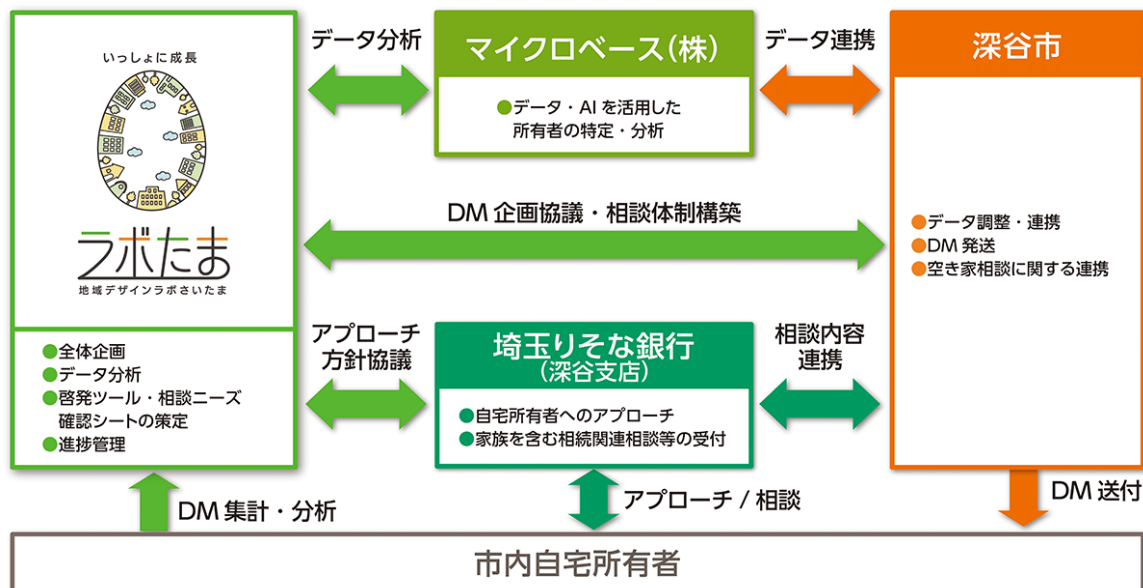 いっしょに成長
ラボたま
地域デザインラボさいたま
●全体企画
●データ分析
●啓発ツール・相談ニーズ
確認シートの策定
●進捗管理
データ分析
マイクロベース(株)
●データ・AIを活用した
所有者の特定・分析
データ連携
深谷市
●データ調整・連携
●DM発送
●空き家相談に関する連携
DM企画協議・相談体制構築
アプローチ
方針協議
埼玉りそな銀行
(深谷支店)
●自宅所有者へのアプローチ
●家族を含む相続関連相談等の受付
相談内容
連携
DM集計・分析
アプローチ / 相談
DM送付
市内自宅所有者